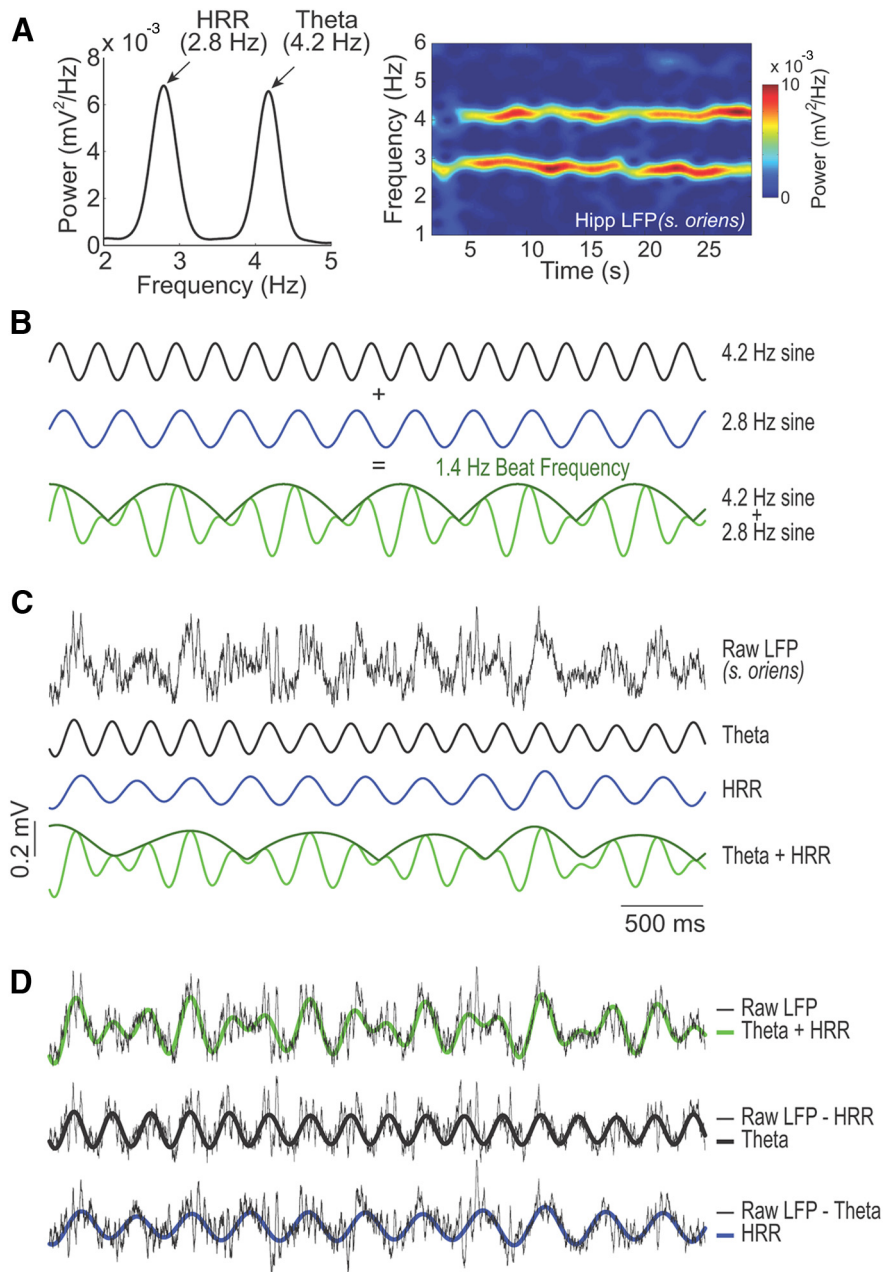 A
HRR
(2.8 Hz)
Theta
(4.2 Hz)
x 10⁻³
8
6
4
2
0
Power (mV²/Hz)
2
3
4
5
Frequency (Hz)
6
5
4
3
2
1
Frequency (Hz)
Hipp LFP(s. oriens)
5
10
15
20
25
Time (s)
x 10⁻³
10
0
Power (mV²/Hz)
B
4.2 Hz sine
+
2.8 Hz sine
=
1.4 Hz Beat Frequency
4.2 Hz sine
+
2.8 Hz sine
C
Raw LFP
(s. oriens)
Theta
HRR
0.2 mV
Theta + HRR
500 ms
D
Raw LFP
Theta + HRR
Raw LFP - HRR
Theta
Raw LFP - Theta
HRR